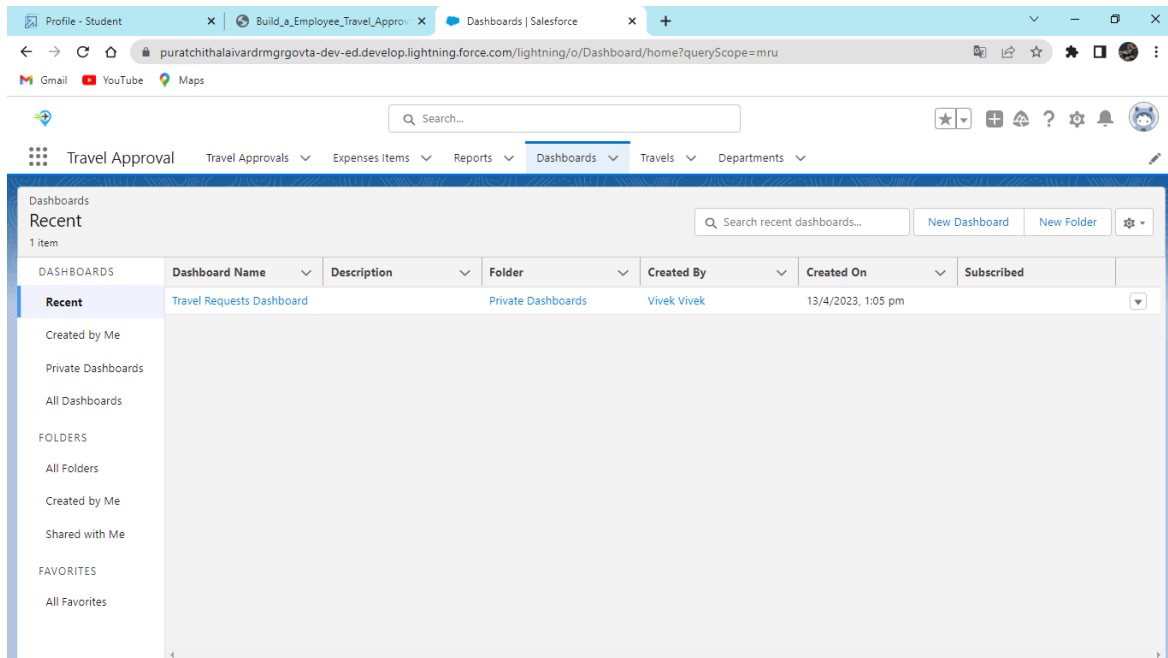 Profile - Student
Build_a_Employee_Travel_Approv
Dashboards | Salesforce
puratchithalaivardrmgrgovta-dev-ed.develop.lightning.force.com/lightning/o/Dashboard/home?queryScope=mru
Gmail YouTube Maps
Search...
Travel Approval Travel Approvals Expenses Items Reports Dashboards Travels Departments
Dashboards
Recent
1 item
Search recent dashboards... New Dashboard New Folder
DASHBOARDS Dashboard Name Description Folder Created By Created On Subscribed
Recent Travel Requests Dashboard Private Dashboards Vivek Vivek 13/4/2023, 1:05 pm
Created by Me
Private Dashboards
All Dashboards
FOLDERS
All Folders
Created by Me
Shared with Me
FAVORITES
All Favorites